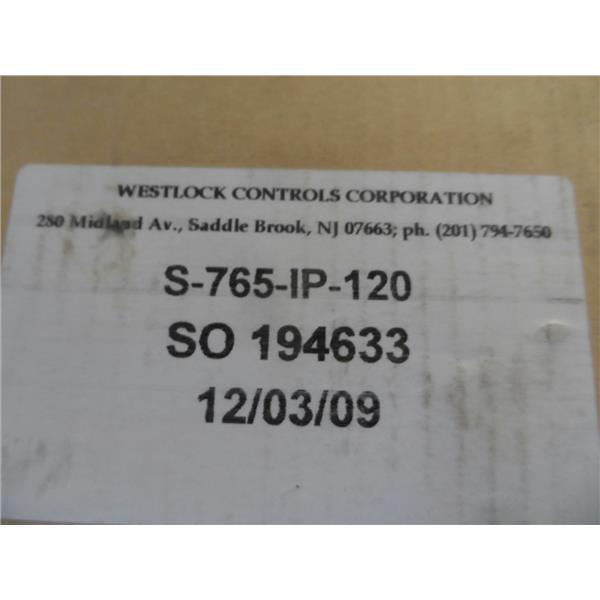 WESTLOCK CONTROLS CORPORATION
280 Midland Av., Saddle Brook, NJ 07663; ph. (201) 794-7650
S-765-IP-120
SO 194633
12/03/09